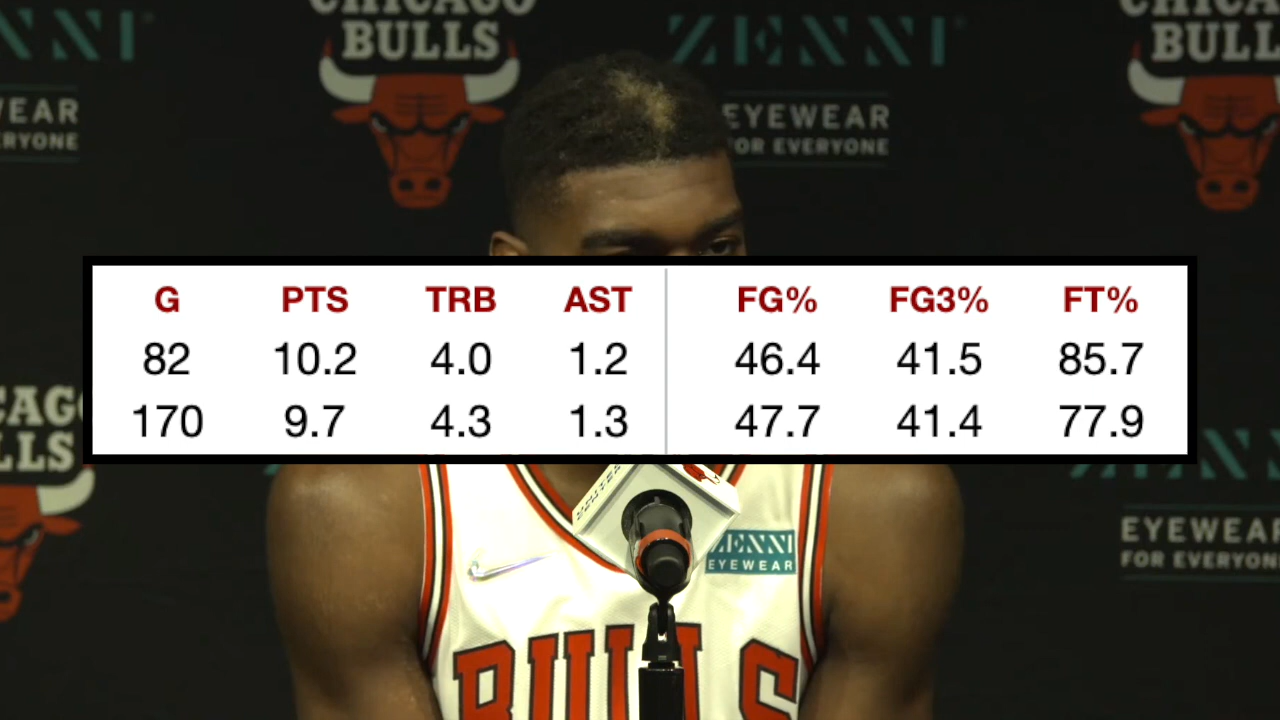 CHICAGO
BULLS
ZENNI
EYEWEAR
FOR EVERYONE
G PTS TRB AST FG% FG3% FT%
82 10.2 4.0 1.2 46.4 41.5 85.7
170 9.7 4.3 1.3 47.7 41.4 77.9
ZENNI
EYEWEAR
EYEWEAR
FOR EVERYONE
BULLS